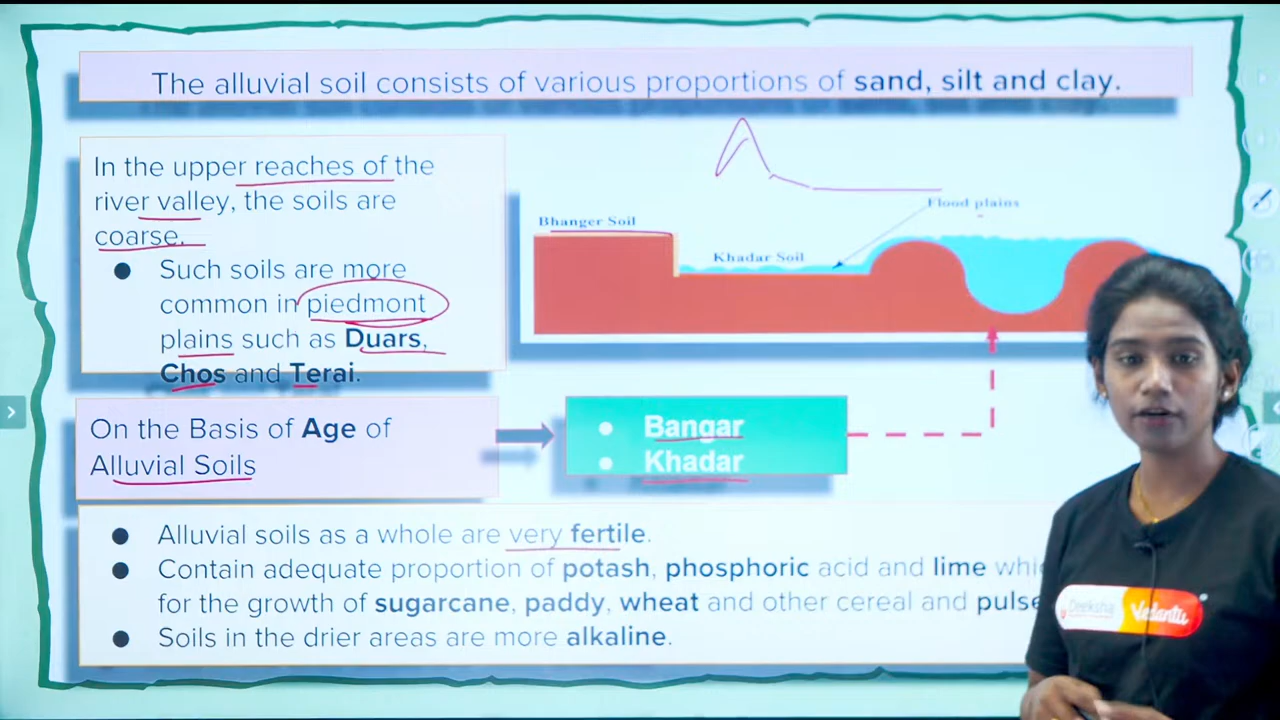 The alluvial soil consists of various proportions of sand, silt and clay.
In the upper reaches of the
river valley, the soils are
coarse.
● Such soils are more
common in piedmont
plains such as Duars,
Chos and Terai.
Bhanger Soil
Khadar Soil
Flood plains
On the Basis of Age of
Alluvial Soils
● Bangar
● Khadar
● Alluvial soils as a whole are very fertile.
● Contain adequate proportion of potash, phosphoric acid and lime whic
for the growth of sugarcane, paddy, wheat and other cereal and pulse
● Soils in the drier areas are more alkaline.
Deeksha Vedantu